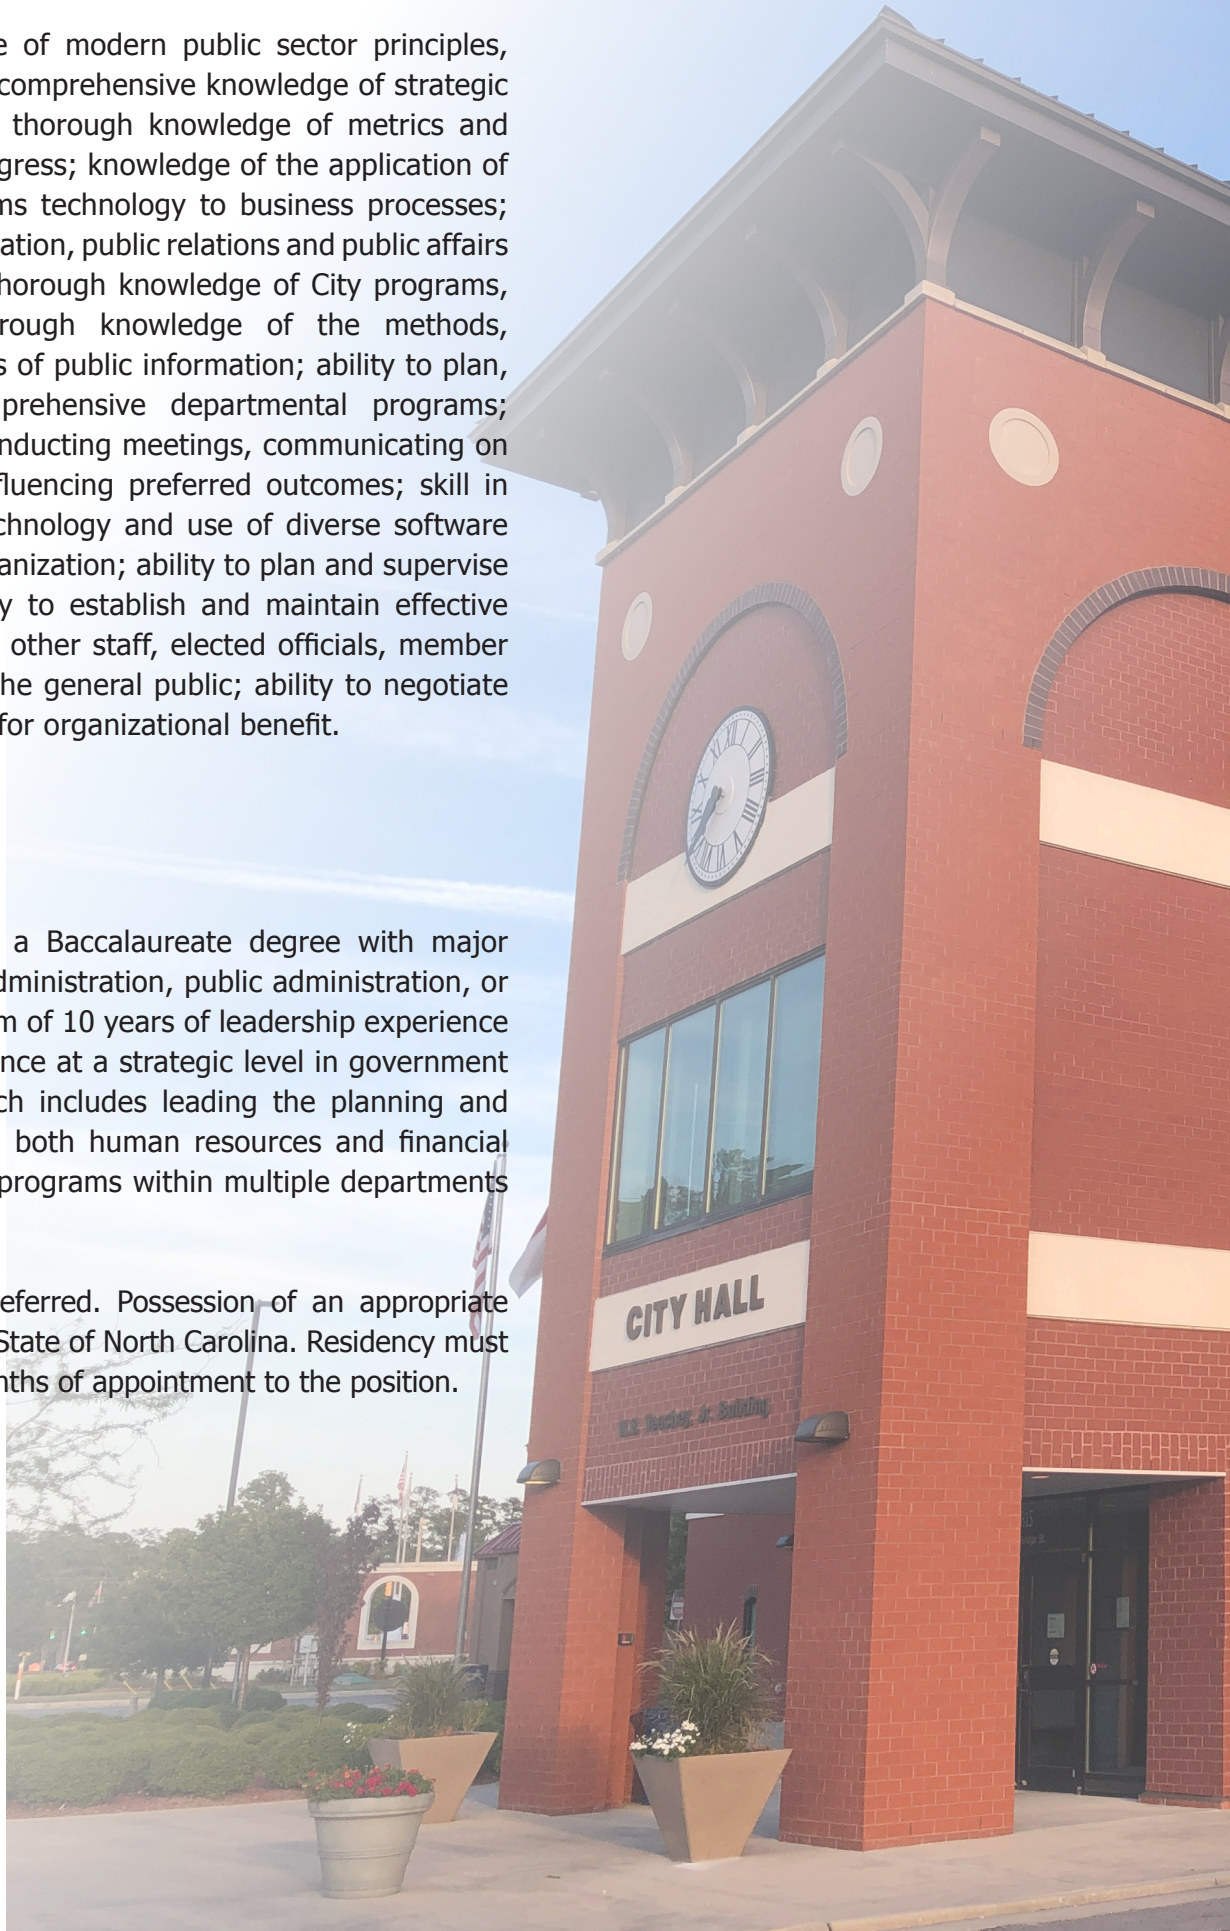 e of modern public sector principles,
comprehensive knowledge of strategic
thorough knowledge of metrics and
gress; knowledge of the application of
ms technology to business processes;
ation, public relations and public affairs
horough knowledge of City programs,
rough knowledge of the methods,
s of public information; ability to plan,
prehensive departmental programs;
nducting meetings, communicating on
fluencing preferred outcomes; skill in
chnology and use of diverse software
anization; ability to plan and supervise
y to establish and maintain effective
other staff, elected officials, member
he general public; ability to negotiate
for organizational benefit.
a Baccalaureate degree with major
dministration, public administration, or
m of 10 years of leadership experience
nce at a strategic level in government
ch includes leading the planning and
both human resources and financial
programs within multiple departments
eferred. Possession of an appropriate
State of North Carolina. Residency must
nths of appointment to the position.
CITY HALL
Jr. Building
315